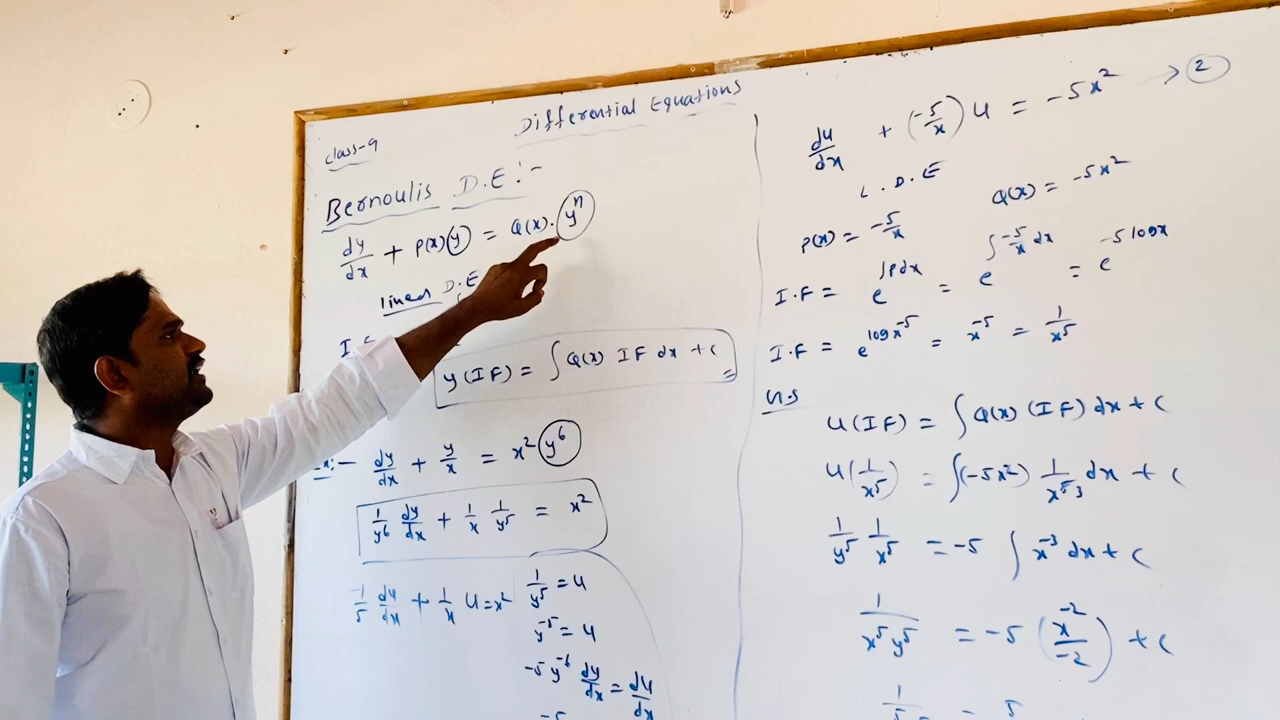 Differential Equations
class-9
Bernoulis D.E:-
dy/dx + P(x) y = Q(x). y^n
linear D.E
y (IF) = ∫ Q(x) IF dx + c
:- dy/dx + y/x = x^2 y^6
1/y^6 dy/dx + 1/x 1/y^5 = x^2
-1/5 du/dx + 1/x u = x^2
1/y^5 = u
y^-5 = u
-5 y^-6 dy/dx = du/dx
du/dx + (-5/x) u = -5x^2 → 2
L.D.E
P(x) = -5/x
Q(x) = -5x^2
I.F = e^∫Pdx = e^∫-5/x dx = e^-5 logx
I.F = e^logx^-5 = x^-5 = 1/x^5
u (IF) = ∫ Q(x) (IF) dx + c
u (1/x^5) = ∫(-5x^2) 1/x^5 3 dx + c
1/y^5 1/x^5 = -5 ∫ x^-3 dx + c
1/x^5y^5 = -5 (x^-2/-2) + c